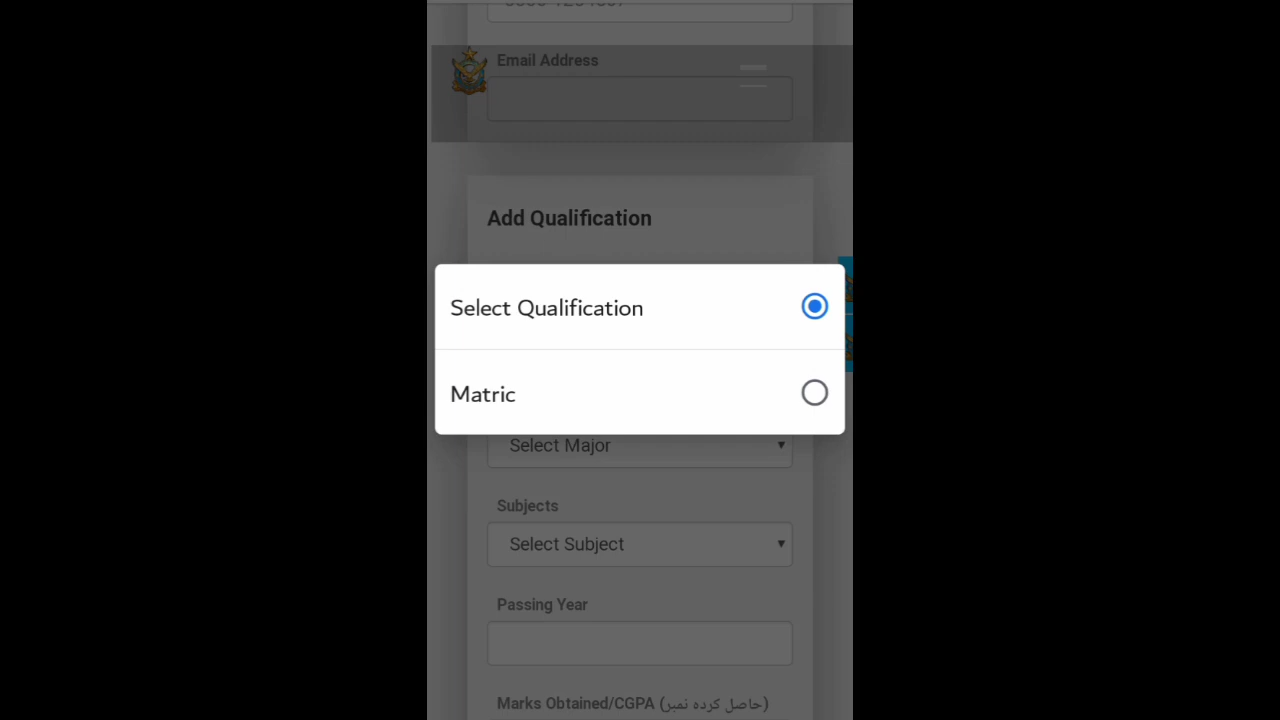 Email Address
Add Qualification
Select Qualification
Matric
Select Major
Subjects
Select Subject
Passing Year
Marks Obtained/CGPA (حاصل کردہ نمبر)